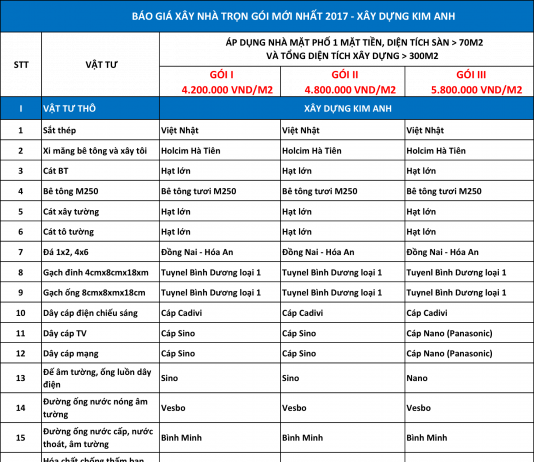 BÁO GIÁ XÂY NHÀ TRỌN GÓI MỚI NHẤT 2017 - XÂY DỰNG KIM ANH
STT VẬT TƯ ÁP DỤNG NHÀ MẶT PHỐ 1 MẶT TIỀN, DIỆN TÍCH SÀN > 70M2
VÀ TỔNG DIỆN TÍCH XÂY DỰNG > 300M2
GÓI I GÓI II GÓI III
4.200.000 VND/M2 4.800.000 VND/M2 5.800.000 VND/M2
I VẬT TƯ THÔ XÂY DỰNG KIM ANH
1 Sắt thép Việt Nhật Việt Nhật Việt Nhật
2 Xi măng bê tông và xây tôi Holcim Hà Tiên Holcim Hà Tiên Holcim Hà Tiên
3 Cát BT Hạt lớn Hạt lớn Hạt lớn
4 Bê tông M250 Bê tông tươi M250 Bê tông tươi M250 Bê tông tươi M250
5 Cát xây tường Hạt lớn Hạt lớn Hạt lớn
6 Cát tô tường Hạt lớn Hạt lớn Hạt lớn
7 Đá 1x2, 4x6 Đồng Nai - Hóa An Đồng Nai - Hóa An Đồng Nai - Hóa An
8 Gạch đinh 4cmx8cmx18xm Tuynel Bình Dương loại 1 Tuynel Bình Dương loại 1 Tuyenl Bình Dương loại 1
9 Gạch ống 8cmx8xmx18cm Tuynel Bình Dương loại 1 Tuynel Bình Dương loại 1 Tuynel Bình Dương loại 1
10 Dây cáp điện chiếu sáng Cáp Cadivi Cáp Cadivi Cáp Cadivi
11 Dây cáp TV Cáp Sino Cáp Sino Cáp Nano (Panasonic)
12 Dây cáp mạng Cáp Sino Cáp Sino Cáp Nano (Panasonic)
13 Đế âm tường, ống luồn dây
điện Sino Sino Nano
14 Đường ống nước nóng âm
tường Vesbo Vesbo Vesbo
15 Đường ống nước cấp, nước
thoát, âm tường Bình Minh Bình Minh Bình Minh
Hóa chất chống thấm ban